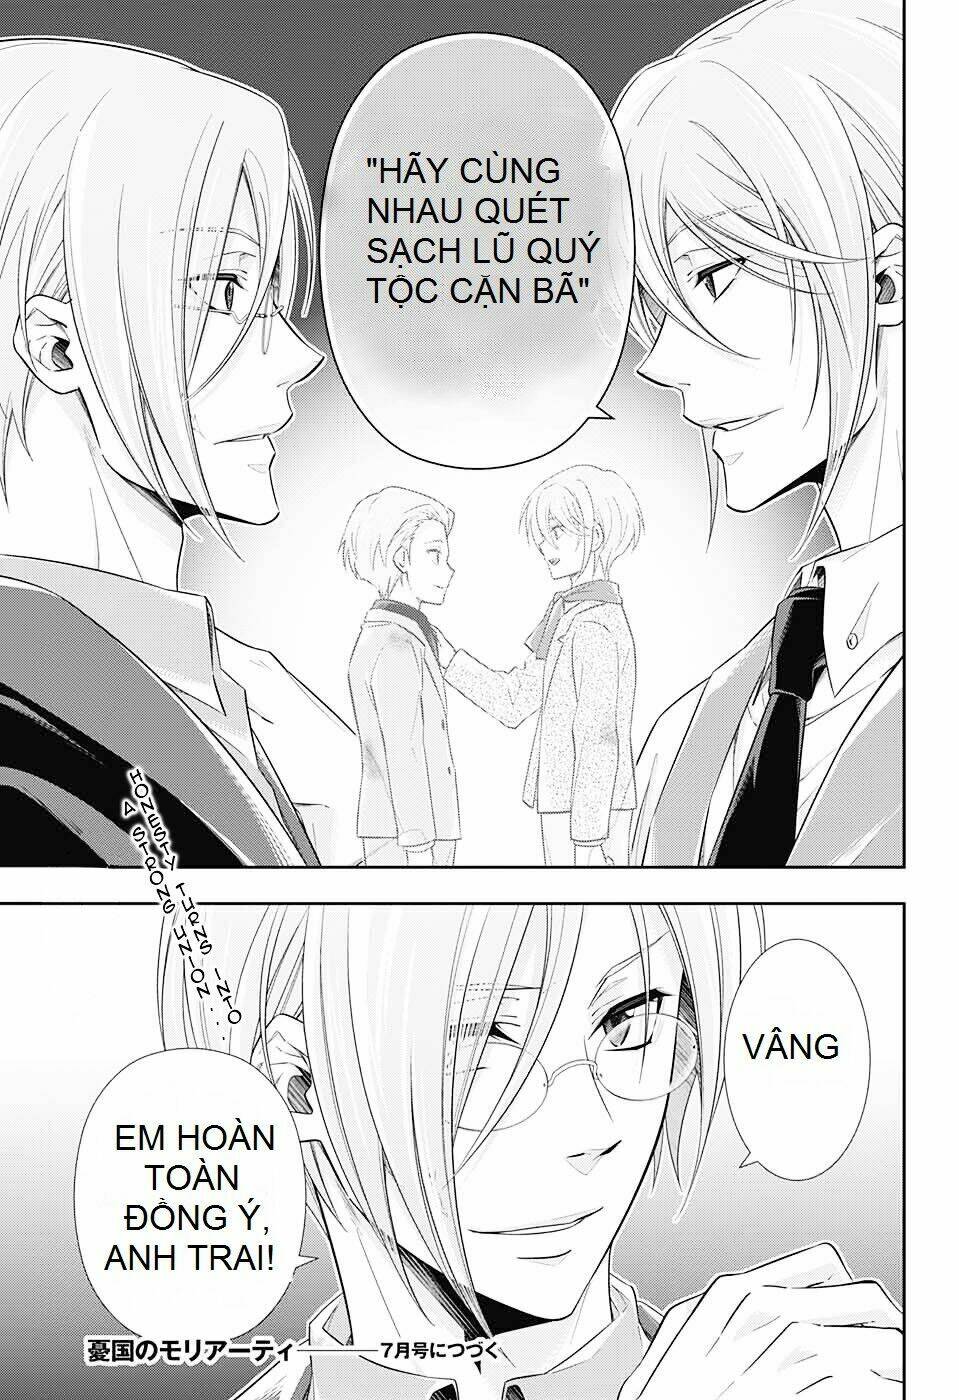 "HÃY CÙNG
NHAU QUÉT
SẠCH LŨ QUÝ
TỘC CẶN BÃ"
HONESTY TURNS INTO
A STRONG UNION...
VÂNG
EM HOÀN
TOÀN
ĐỒNG Ý,
ANH TRAI!
憂国のモリアーティ────7月号につづく